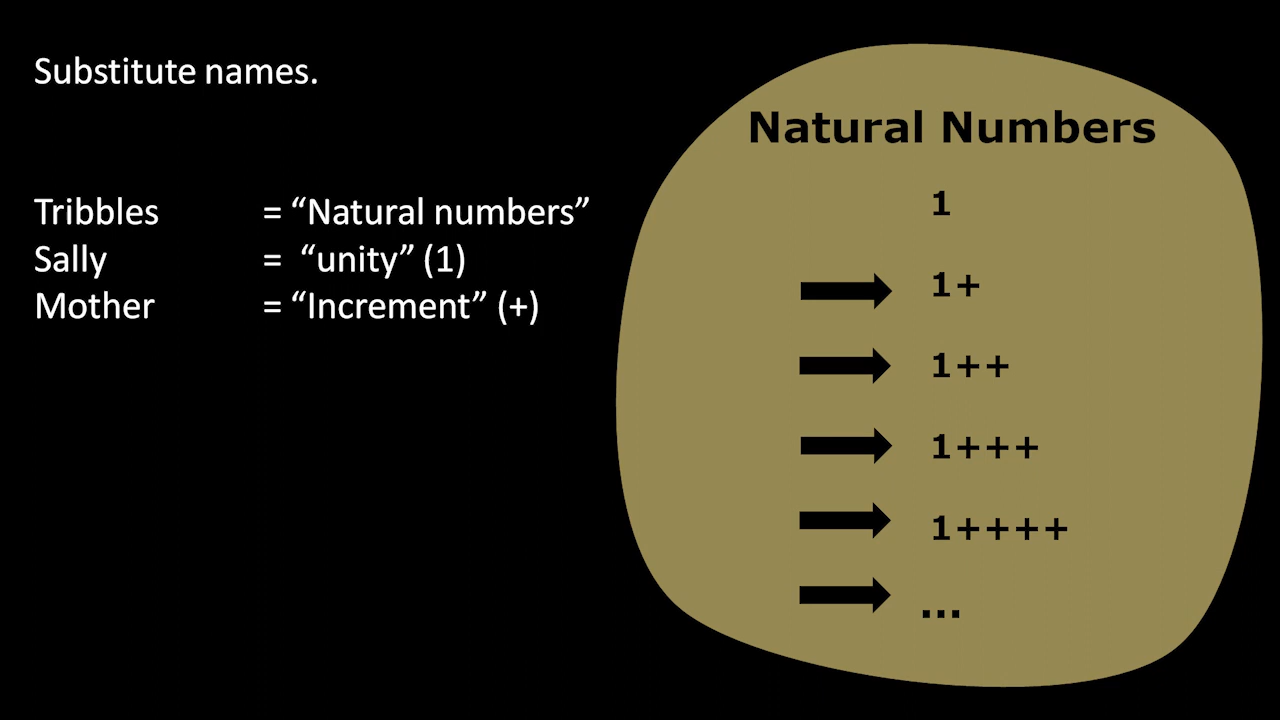 Substitute names.
Tribbles = “Natural numbers”
Sally = “unity” (1)
Mother = “Increment” (+)
Natural Numbers
1
1+
1++
1+++
1++++
...